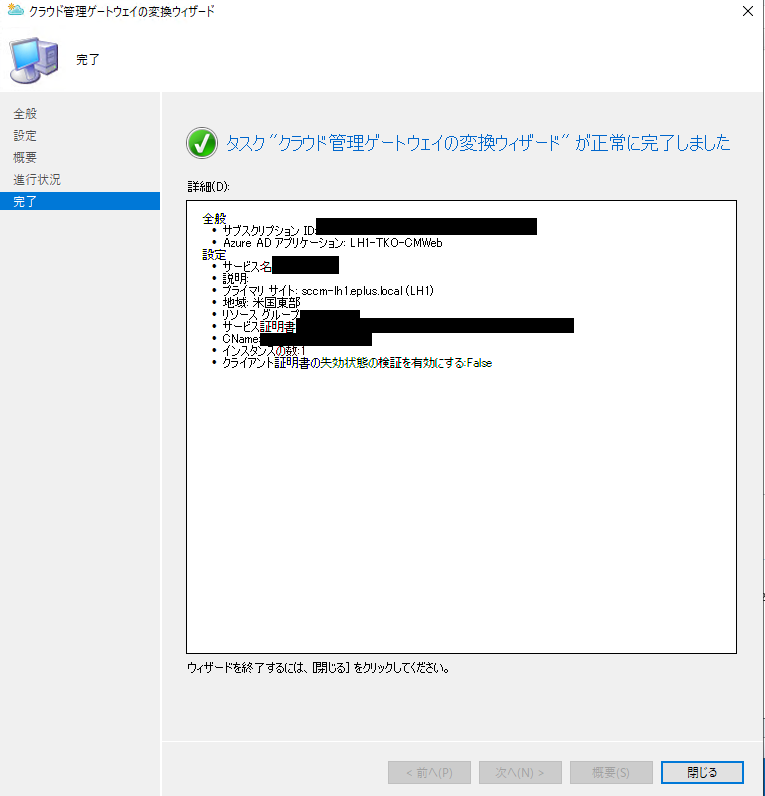 クラウド管理ゲートウェイの変換ウィザード
完了
全般
設定
概要
進行状況
完了
タスク "クラウド管理ゲートウェイの変換ウィザード" が正常に完了しました
詳細(D):
全般
• サブスクリプション ID:
• Azure AD アプリケーション: LH1-TKO-CMWeb
設定
• サービス名
• 説明:
• プライマリ サイト: sccm-lh1.eplus.local (LH1)
• 地域: 米国東部
• リソース グループ
• サービス証明書
• CName:
• インスタンスの数:1
• クライアント証明書の失効状態の検証を有効にする:False
ウィザードを終了するには、[閉じる] をクリックしてください。
< 前へ(P)
次へ(N) >
概要(S)
閉じる